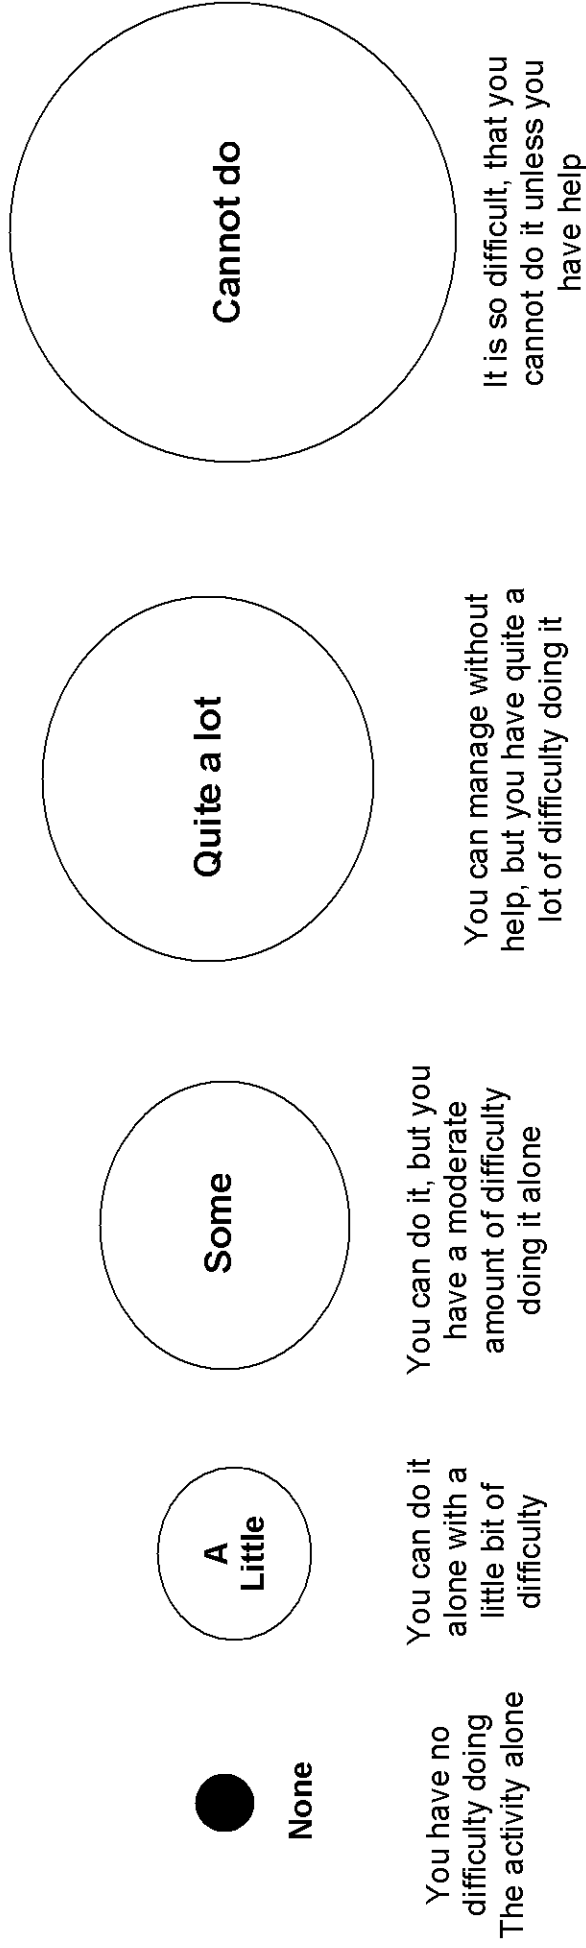 None
You have no
difficulty doing
The activity alone
A
Little
You can do it
alone with a
little bit of
difficulty
Some
You can do it, but you
have a moderate
amount of difficulty
doing it alone
Quite a lot
You can manage without
help, but you have quite a
lot of difficulty doing it
Cannot do
It is so difficult, that you
cannot do it unless you
have help